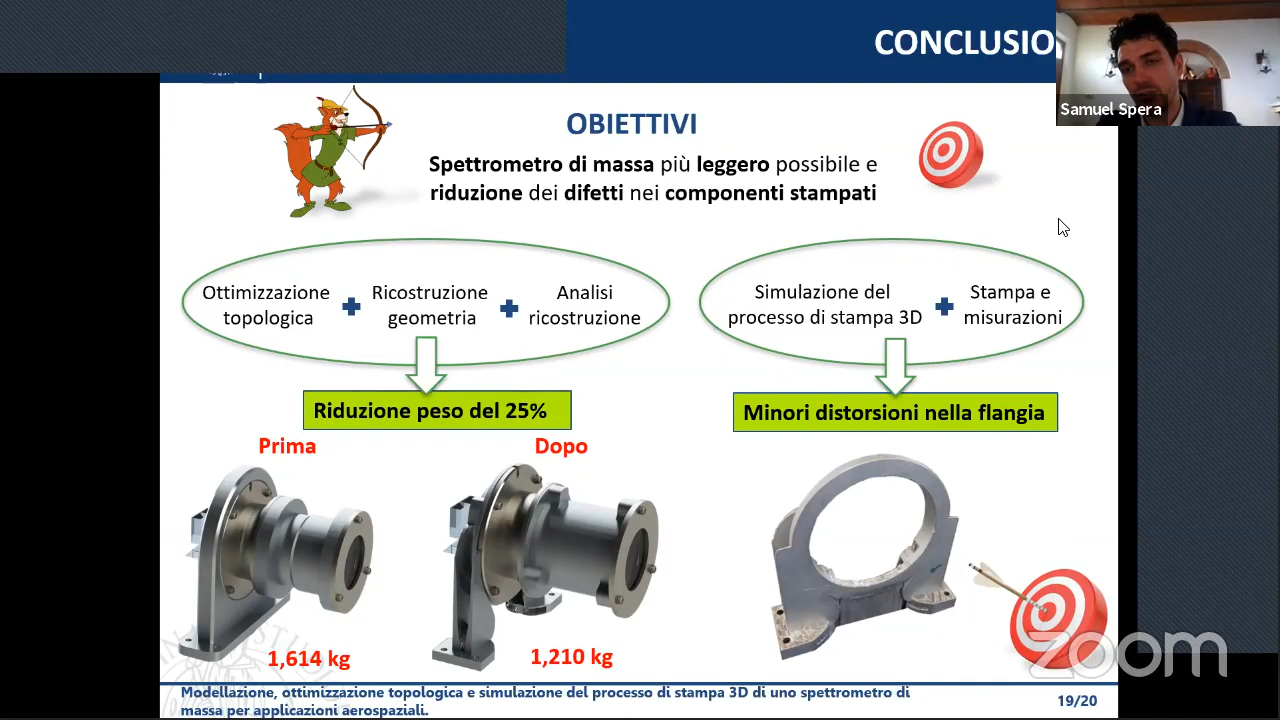 CONCLUSIO
Samuel Spera
OBIETTIVI
Spettrometro di massa più leggero possibile e
riduzione dei difetti nei componenti stampati
Ottimizzazione
topologica
Ricostruzione
geometria
Analisi
ricostruzione
Simulazione del
processo di stampa 3D
Stampa e
misurazioni
Riduzione peso del 25%
Minori distorsioni nella flangia
Prima
Dopo
1,614 kg
1,210 kg
zoom
Modellazione, ottimizzazione topologica e simulazione del processo di stampa 3D di uno spettrometro di
massa per applicazioni aerospaziali.
19/20